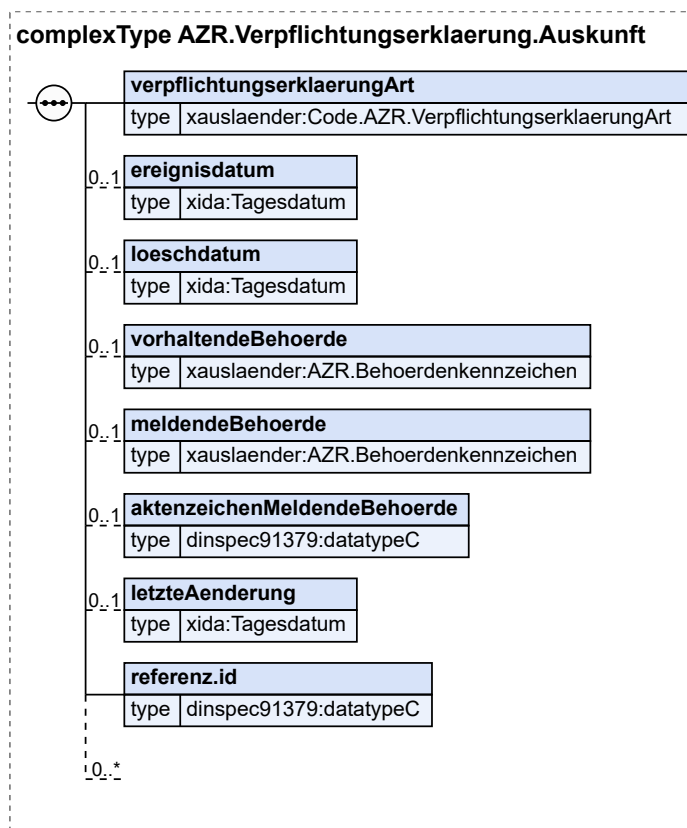 complexType AZR.Verpflichtungserklaerung.Auskunft
verpflichtungserklaerungArt
type xauslaender:Code.AZR.VerpflichtungserklaerungArt
0..1 ereignisdatum
type xida:Tagesdatum
0..1 loeschdatum
type xida:Tagesdatum
0..1 vorhaltendeBehoerde
type xauslaender:AZR.Behoerdenkennzeichen
0..1 meldendeBehoerde
type xauslaender:AZR.Behoerdenkennzeichen
0..1 aktenzeichenMeldendeBehoerde
type dinspec91379:datatypeC
0..1 letzteAenderung
type xida:Tagesdatum
referenz.id
type dinspec91379:datatypeC
0..*